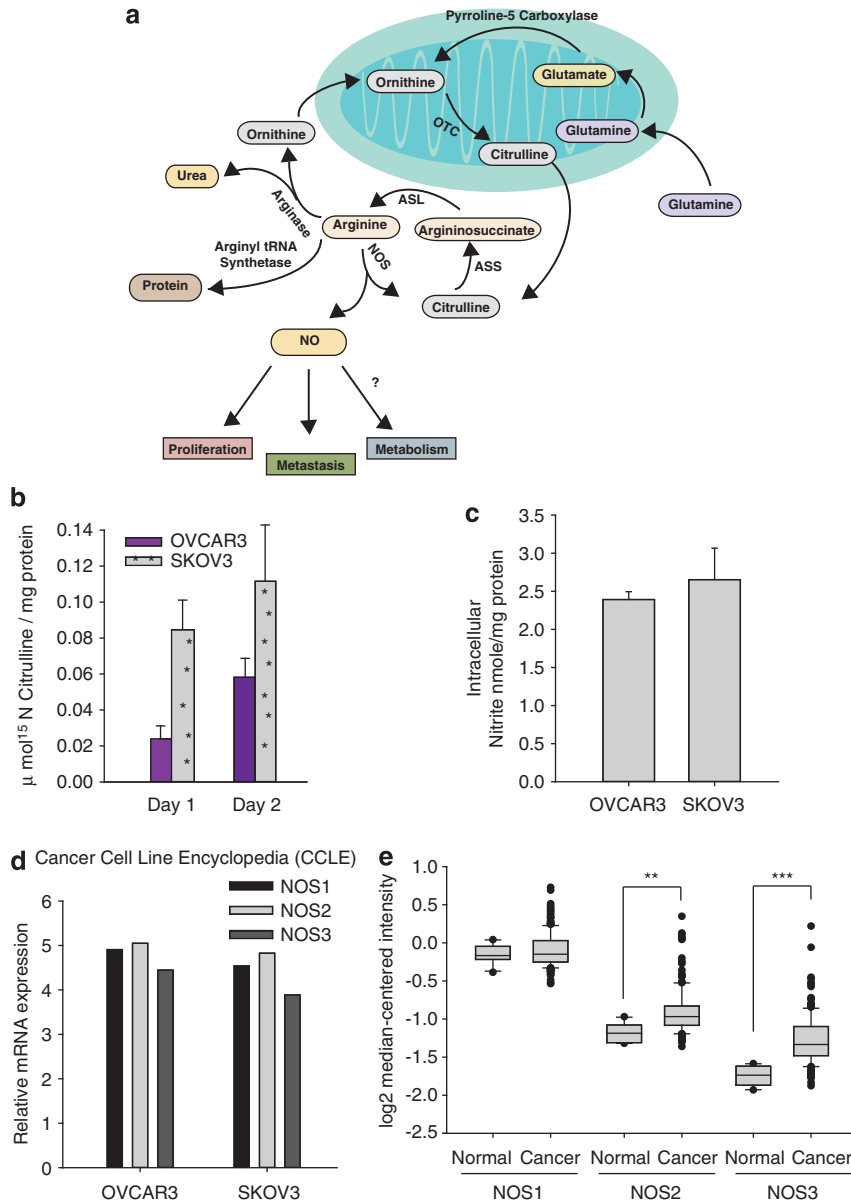 a
Pyrroline-5 Carboxylase
Ornithine
Glutamate
OTC
Glutamine
Citrulline
Ornithine
Urea
Arginase
Glutamine
ASL
Arginine
Argininosuccinate
Arginyl tRNA
Synthetase
NOS
ASS
Protein
Citrulline
NO
?
Proliferation
Metastasis
Metabolism
b
μ mol¹⁵ N Citrulline / mg protein
0.14
0.12
0.10
0.08
0.06
0.04
0.02
0.00
OVCAR3
* * SKOV3
Day 1
Day 2
c
Intracellular
Nitrite nmole/mg protein
3.5
3.0
2.5
2.0
1.5
1.0
0.5
0.0
OVCAR3
SKOV3
d
Cancer Cell Line Encyclopedia (CCLE)
Relative mRNA expression
6
5
4
3
2
1
0
NOS1
NOS2
NOS3
OVCAR3
SKOV3
e
log2 median-centered intensity
1.0
0.5
-0.0
-0.5
-1.0
-1.5
-2.0
-2.5
**
***
Normal Cancer Normal Cancer Normal Cancer
NOS1
NOS2
NOS3